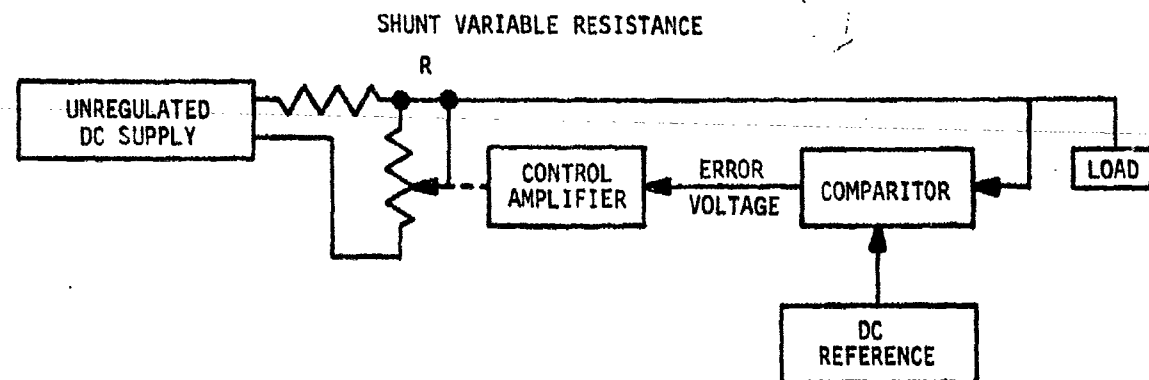 SHUNT VARIABLE RESISTANCE
R
UNREGULATED
DC SUPPLY
CONTROL
AMPLIFIER
ERROR
VOLTAGE
COMPARITOR
LOAD
DC
REFERENCE